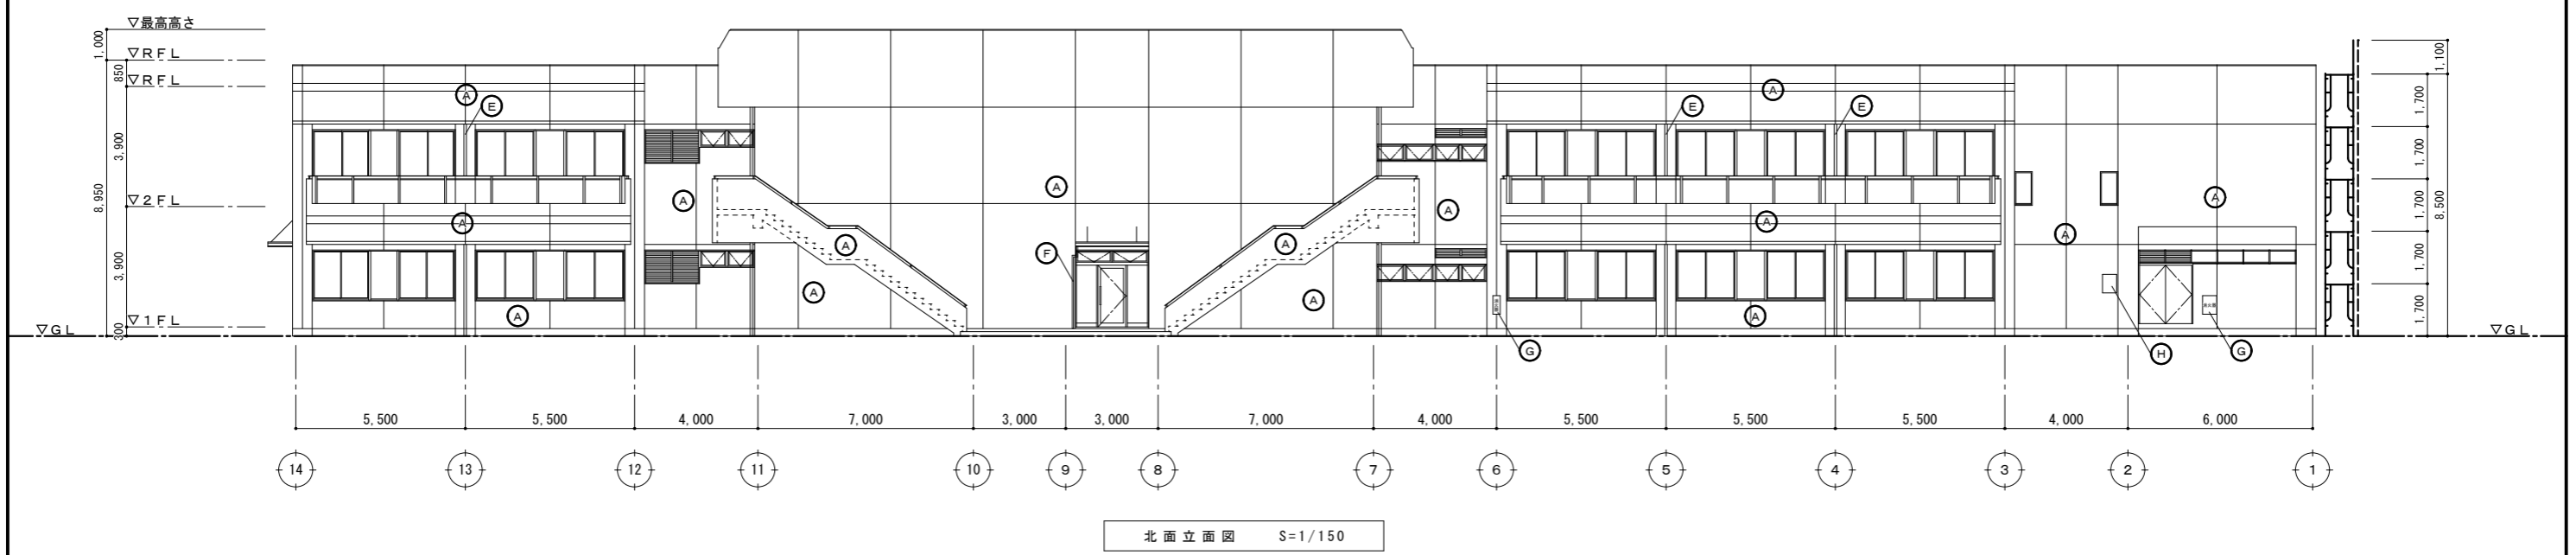 ▽最高高さ
1,000
▽RFL
850
▽RFL
3,900
8,950
▽2FL
3,900
▽1FL
300
▽GL
A
E
A
A
A
A
A
A
F
A
A
A
A
E
E
A
A
A
G
A
A
H
G
1,100
1,700
1,700
1,700
1,700
1,700
8,500
▽GL
5,500 5,500 4,000 7,000 3,000 3,000 7,000 4,000 5,500 5,500 5,500 4,000 6,000
14 13 12 11 10 9 8 7 6 5 4 3 2 1
北面立面図 S=1/150